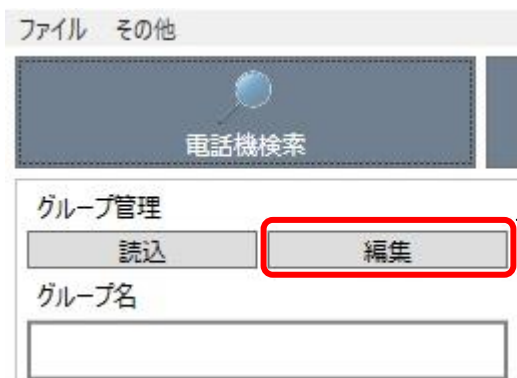 ファイル その他
電話機検索
グループ管理
読込 編集
グループ名